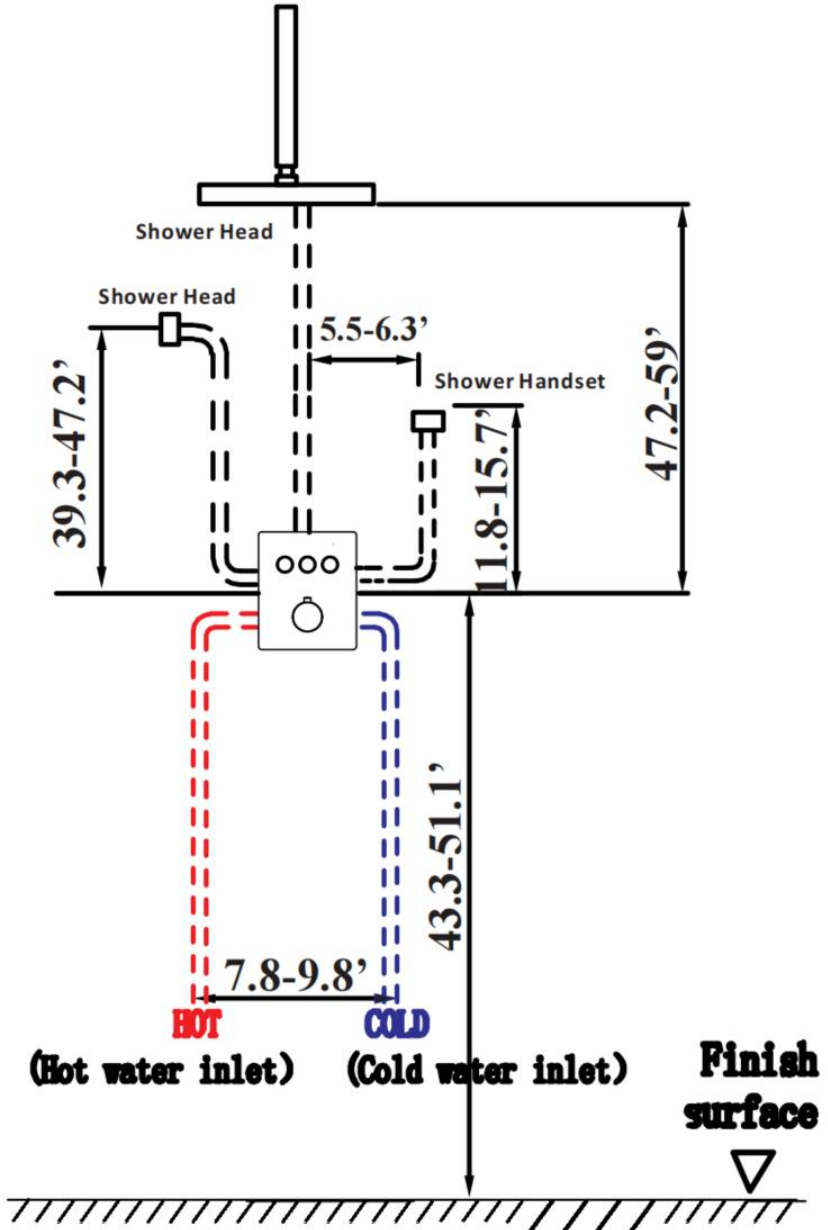 Shower Head
Shower Head
5.5-6.3’
Shower Handset
39.3-47.2’
11.8-15.7’
47.2-59’
43.3-51.1’
7.8-9.8’
HOT
COLD
(Hot water inlet)
(Cold water inlet)
Finish
surface